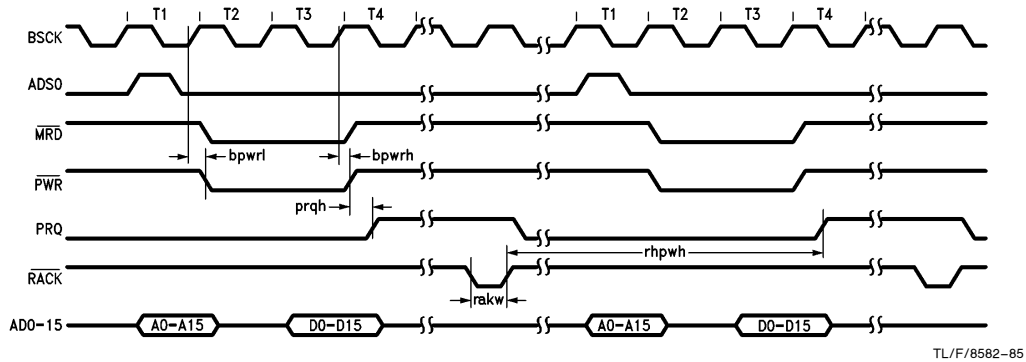 T1 T2 T3 T4 T1 T2 T3 T4
BSCK
ADS0
MRD
bpwrl bpwrh
PWR
prqh
PRQ
rhpwh
RACK
rakw
AD0-15 A0-A15 D0-D15 A0-A15 D0-D15
TL/F/8582-85